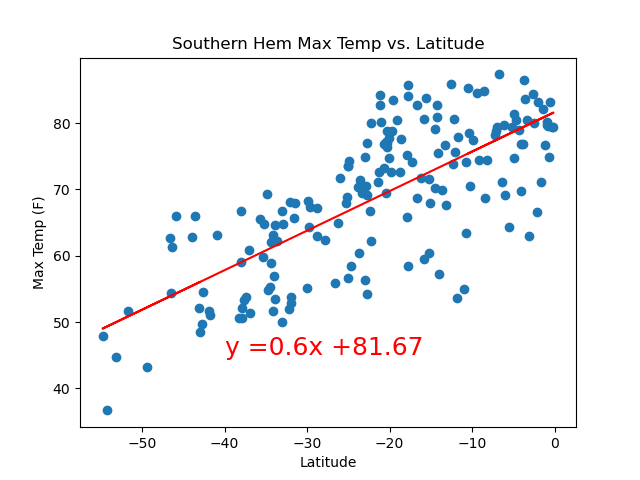 Southern Hem Max Temp vs. Latitude
80
70
60
50
40
Max Temp (F)
y =0.6x +81.67
−50 −40 −30 −20 −10 0
Latitude